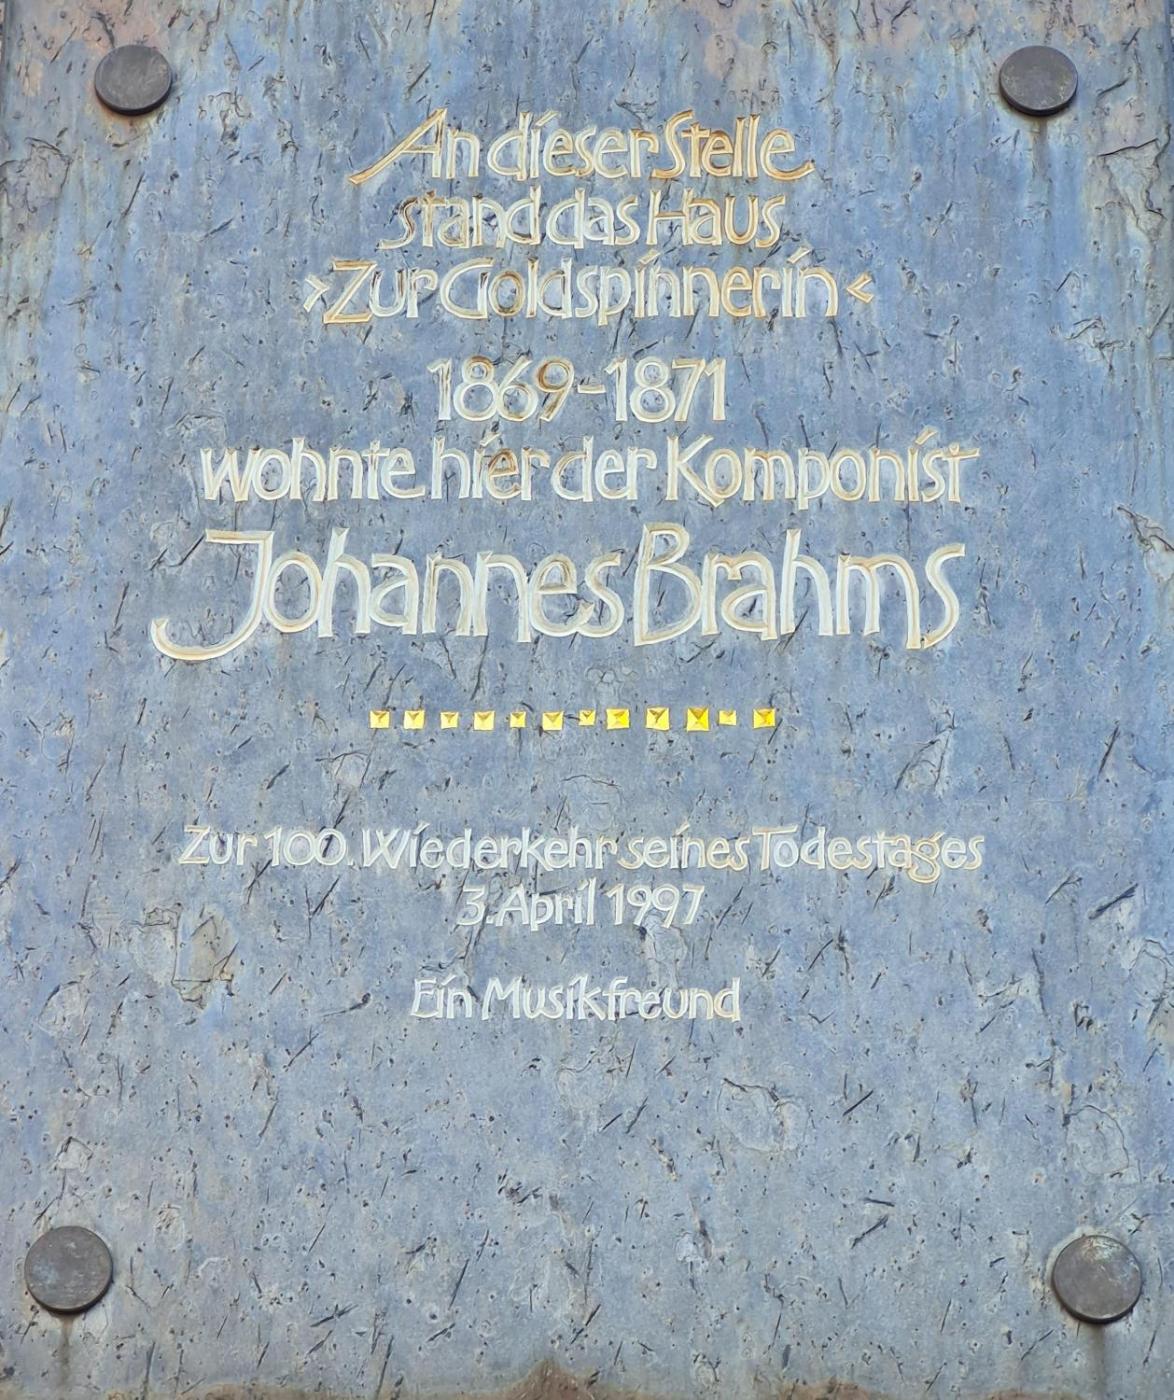 An dieser Stelle
stand das Haus
›Zur Goldspinnerin‹
1869-1871
wohnte hier der Komponist
Johannes Brahms
Zur 100. Wiederkehr seines Todestages
3. April 1997
Ein Musikfreund